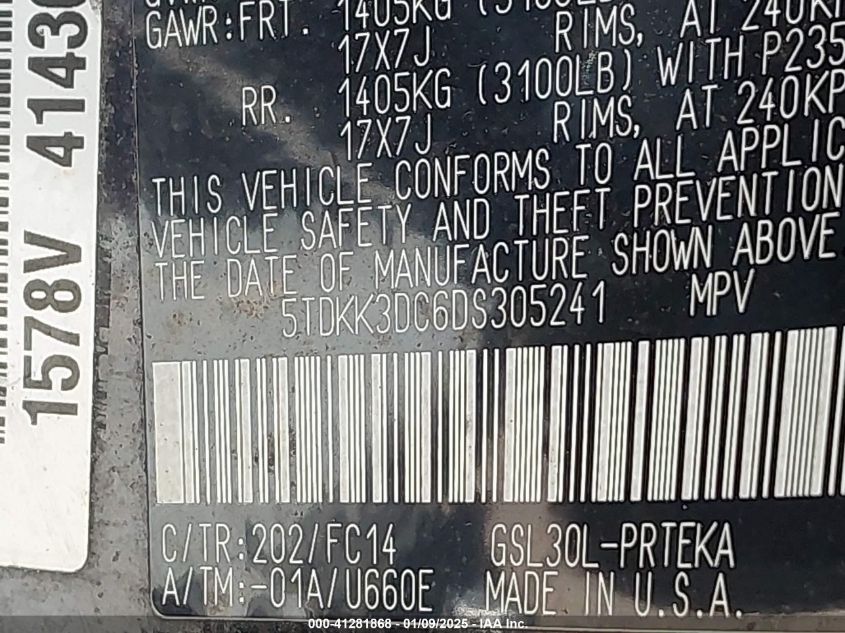 GAWR:FRT. 1405KG (3100LB)
17X7J RIMS, AT 240KP
RR. 1405KG (3100LB) WITH P235
17X7J RIMS, AT 240KP
THIS VEHICLE CONFORMS TO ALL APPLIC
VEHICLE SAFETY AND THEFT PREVENTION
THE DATE OF MANUFACTURE SHOWN ABOVE
5TDKK3DC6DS305241 MPV
C/TR:202/FC14 GSL30L-PRTEKA
A/TM:-01A/U660E MADE IN U.S.A.
1578V 4143
000-41281868 - 01/09/2025 - IAA Inc.